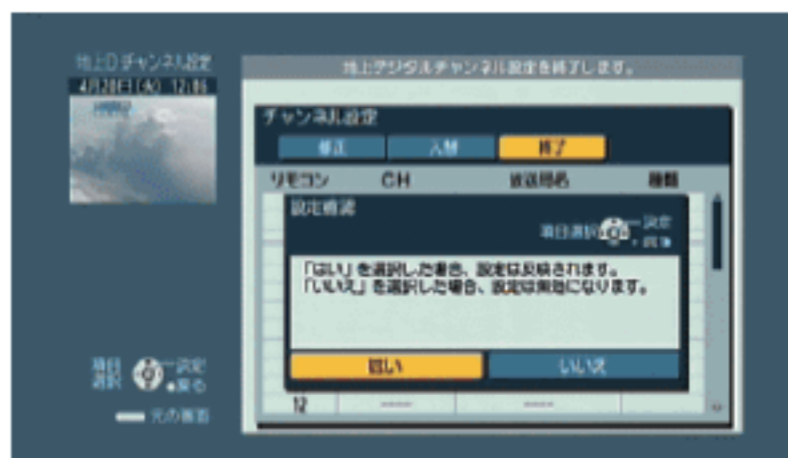 地上Dチャンネル設定
4月20日(火) 12:06
地上デジタルチャンネル設定を終了します。
チャンネル設定
修正 入替 終了
リモコン CH 放送局名 種類
設定確認
項目選択 決定
戻る
「はい」を選択した場合、設定は反映されます。
「いいえ」を選択した場合、設定は無効になります。
はい いいえ
12 ---- ----
項目
選択
決定
戻る
元の画面